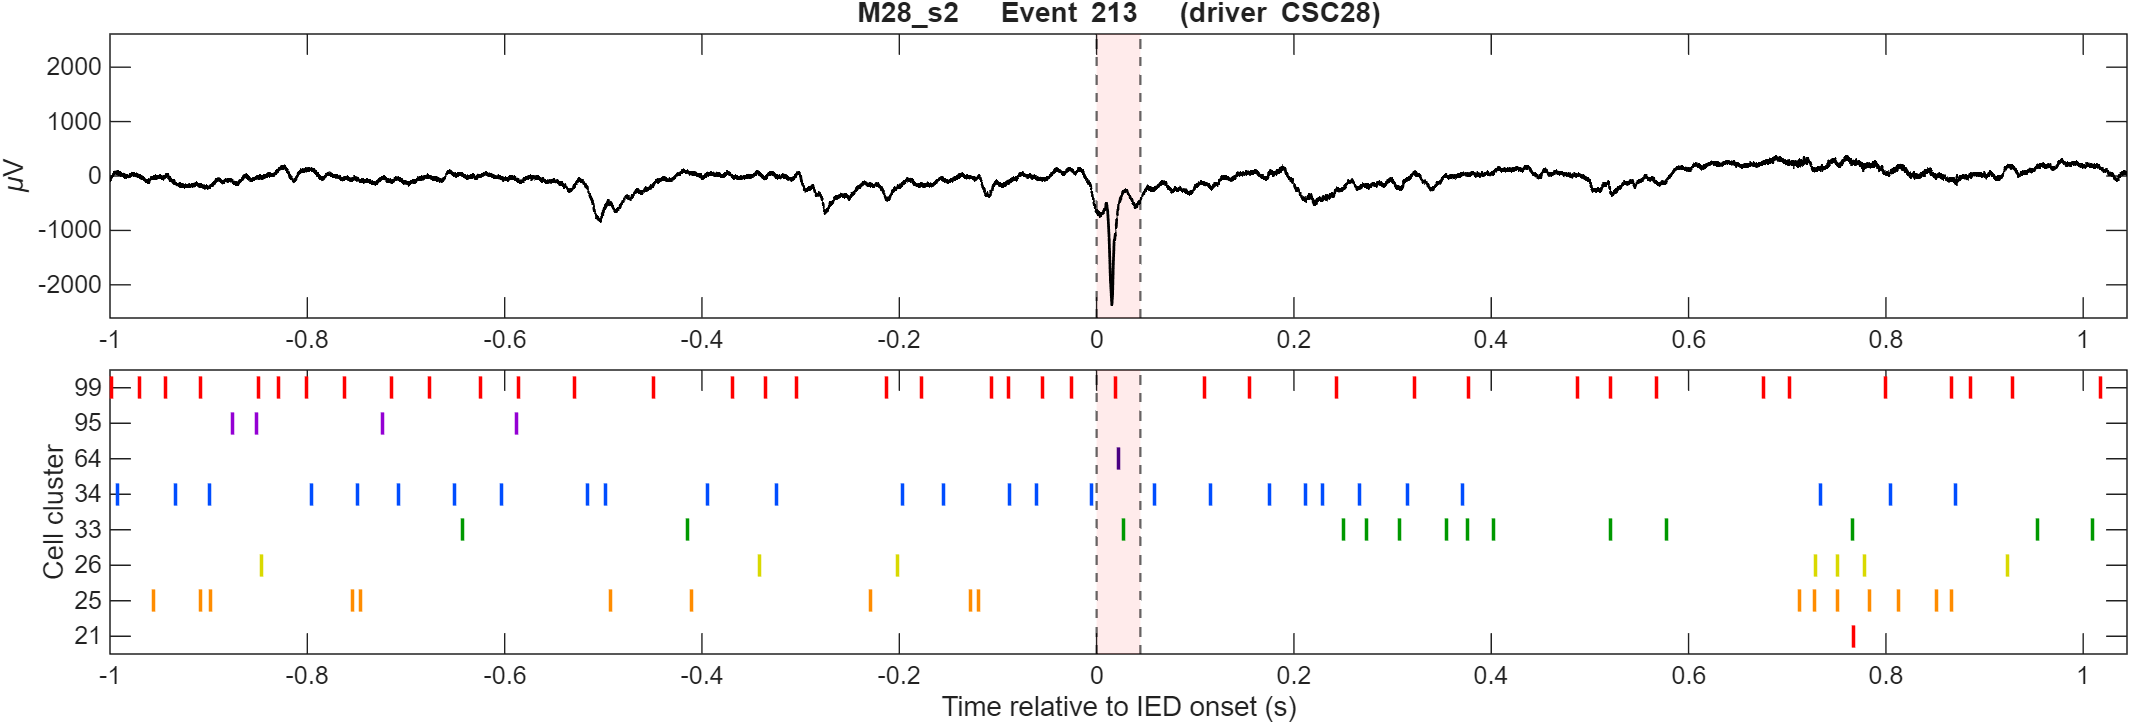 M28_s2 Event 213 (driver CSC28)
2000
1000
0
-1000
-2000
µV
-1 -0.8 -0.6 -0.4 -0.2 0 0.2 0.4 0.6 0.8 1
99
95
64
34
33
26
25
21
Cell cluster
-1 -0.8 -0.6 -0.4 -0.2 0 0.2 0.4 0.6 0.8 1
Time relative to IED onset (s)